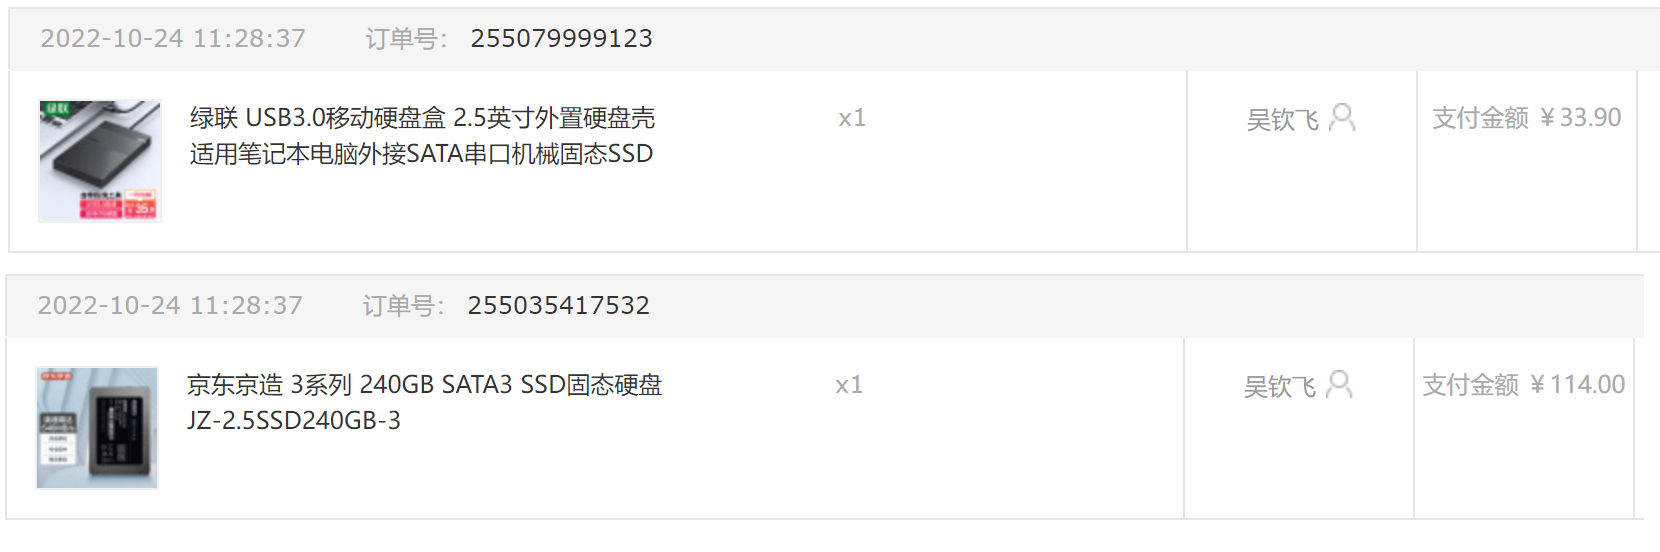 2022-10-24 11:28:37 订单号： 255079999123
绿联 USB3.0移动硬盘盒 2.5英寸外置硬盘壳 x1 吴钦飞 支付金额 ¥33.90
适用笔记本电脑外接SATA串口机械固态SSD
绿联
2022-10-24 11:28:37 订单号： 255035417532
京东京造 3系列 240GB SATA3 SSD固态硬盘 x1 吴钦飞 支付金额 ¥114.00
JZ-2.5SSD240GB-3